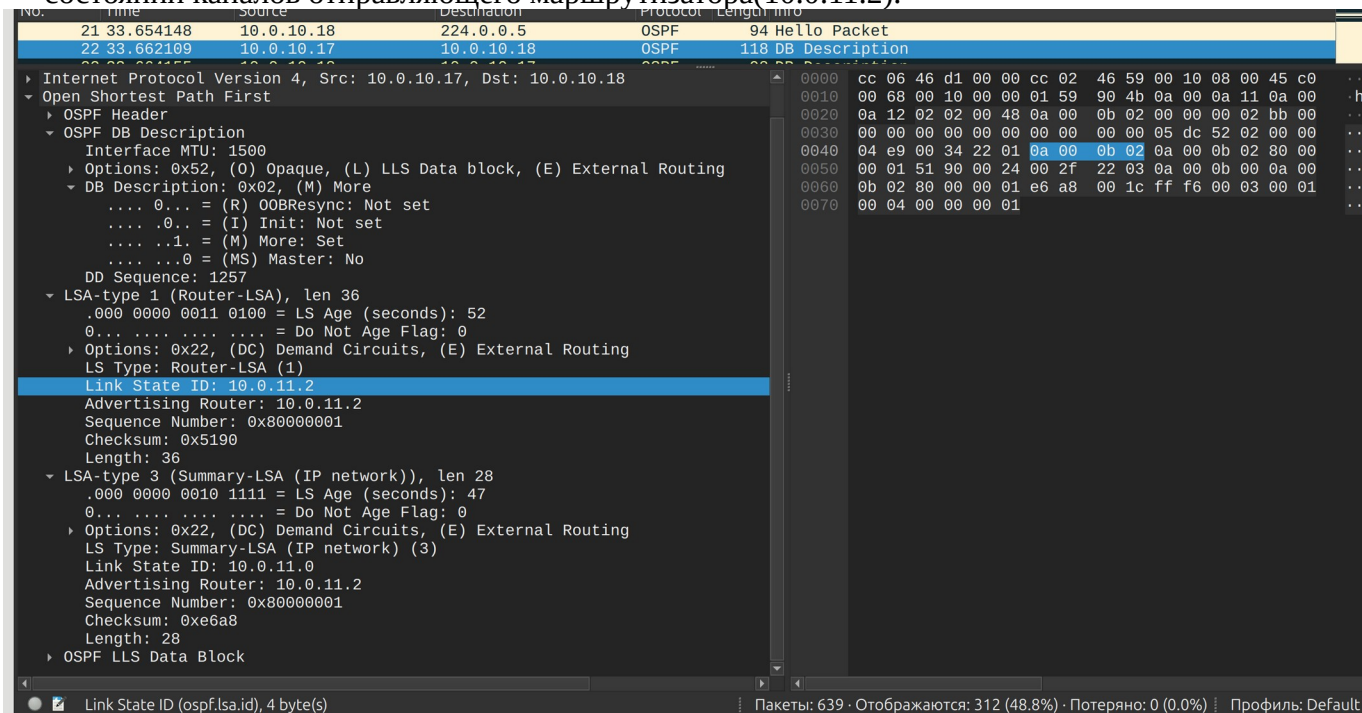 состоянии каналов отправляющего маршрутизатора(10.0.11.2).
No. Time Source Destination Protocol Length Info
21 33.654148 10.0.10.18 224.0.0.5 OSPF 94 Hello Packet
22 33.662109 10.0.10.17 10.0.10.18 OSPF 118 DB Description
Internet Protocol Version 4, Src: 10.0.10.17, Dst: 10.0.10.18
Open Shortest Path First
OSPF Header
OSPF DB Description
Interface MTU: 1500
Options: 0x52, (O) Opaque, (L) LLS Data block, (E) External Routing
DB Description: 0x02, (M) More
.... 0... = (R) OOBResync: Not set
.... .0.. = (I) Init: Not set
.... ..1. = (M) More: Set
.... ...0 = (MS) Master: No
DD Sequence: 1257
LSA-type 1 (Router-LSA), len 36
.000 0000 0011 0100 = LS Age (seconds): 52
0... .... .... .... = Do Not Age Flag: 0
Options: 0x22, (DC) Demand Circuits, (E) External Routing
LS Type: Router-LSA (1)
Link State ID: 10.0.11.2
Advertising Router: 10.0.11.2
Sequence Number: 0x80000001
Checksum: 0x5190
Length: 36
LSA-type 3 (Summary-LSA (IP network)), len 28
.000 0000 0010 1111 = LS Age (seconds): 47
0... .... .... .... = Do Not Age Flag: 0
Options: 0x22, (DC) Demand Circuits, (E) External Routing
LS Type: Summary-LSA (IP network) (3)
Link State ID: 10.0.11.0
Advertising Router: 10.0.11.2
Sequence Number: 0x80000001
Checksum: 0xe6a8
Length: 28
OSPF LLS Data Block
0000 cc 06 46 d1 00 00 cc 02 46 59 00 10 08 00 45 c0
0010 00 68 00 10 00 00 01 59 90 4b 0a 00 0a 11 0a 00
0020 0a 12 02 02 00 48 0a 00 0b 02 00 00 00 02 bb 00
0030 00 00 00 00 00 00 00 00 00 00 05 dc 52 02 00 00
0040 04 e9 00 34 22 01 0a 00 0b 02 0a 00 0b 02 80 00
0050 00 01 51 90 00 24 00 2f 22 03 0a 00 0b 00 0a 00
0060 0b 02 80 00 00 01 e6 a8 00 1c ff f6 00 03 00 01
0070 00 04 00 00 00 01
Link State ID (ospf.lsa.id), 4 byte(s)
Пакеты: 639 · Отображаются: 312 (48.8%) · Потеряно: 0 (0.0%)
Профиль: Default